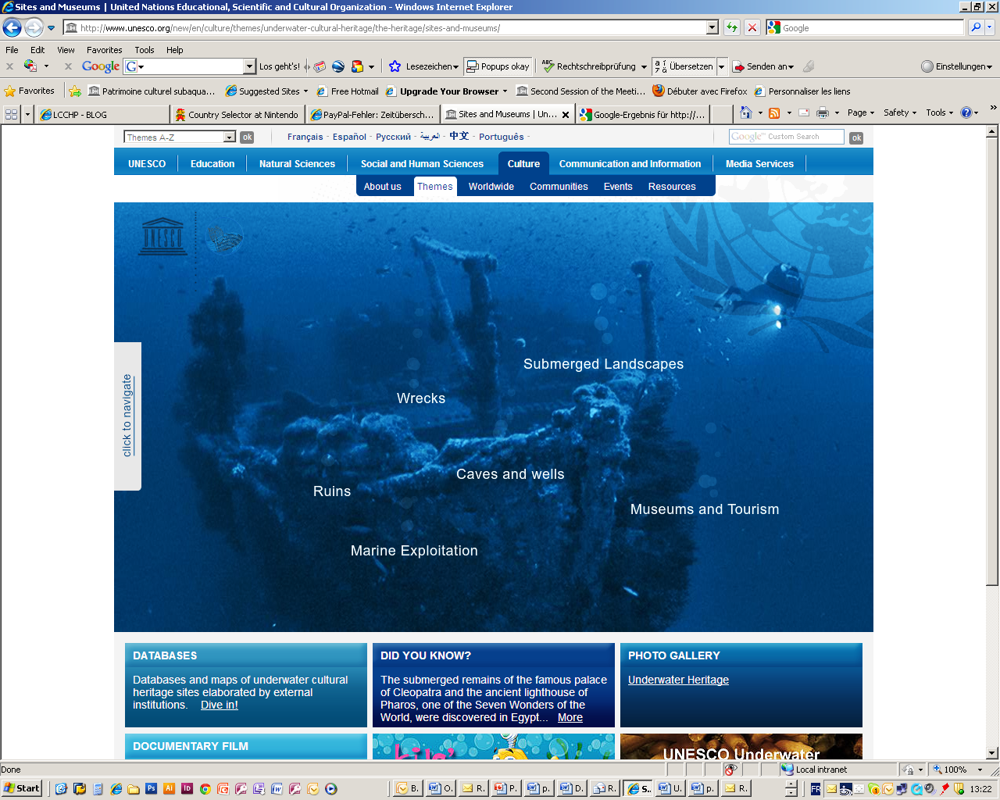 Sites and Museums | United Nations Educational, Scientific and Cultural Organization - Windows Internet Explorer
http://www.unesco.org/new/en/culture/themes/underwater-cultural-heritage/the-heritage/sites-and-museums/
Google
File Edit View Favorites Tools Help
Google G Los geht's! Lesezeichen Popups okay ABC Rechtschreibprüfung Übersetzen Senden an Einstellungen
Favorites Patrimoine culturel subaqua... Suggested Sites Free Hotmail Upgrade Your Browser Second Session of the Meeti... Débuter avec Firefox Personnaliser les liens
LCCHP - BLOG Country Selector at Nintendo PayPal-Fehler: Zeitübersch... Sites and Museums | Un... Google-Ergebnis für http://... Page Safety Tools
Themes A-Z ok Français - Español - Русский - العربية - 中文 - Português - Google™ Custom Search ok
UNESCO Education Natural Sciences Social and Human Sciences Culture Communication and Information Media Services
About us Themes Worldwide Communities Events Resources
UNESCO
Submerged Landscapes
Wrecks
click to navigate
Caves and wells
Ruins
Museums and Tourism
Marine Exploitation
DATABASES
Databases and maps of underwater cultural
heritage sites elaborated by external
institutions. Dive in!
DID YOU KNOW?
The submerged remains of the famous palace
of Cleopatra and the ancient lighthouse of
Pharos, one of the Seven Wonders of the
World, were discovered in Egypt... More
PHOTO GALLERY
Underwater Heritage
DOCUMENTARY FILM
UNESCO Underwater
Done Local intranet 100%
Start B. O. R. P. p. D. R. S.. U. p. R. FR 13:22